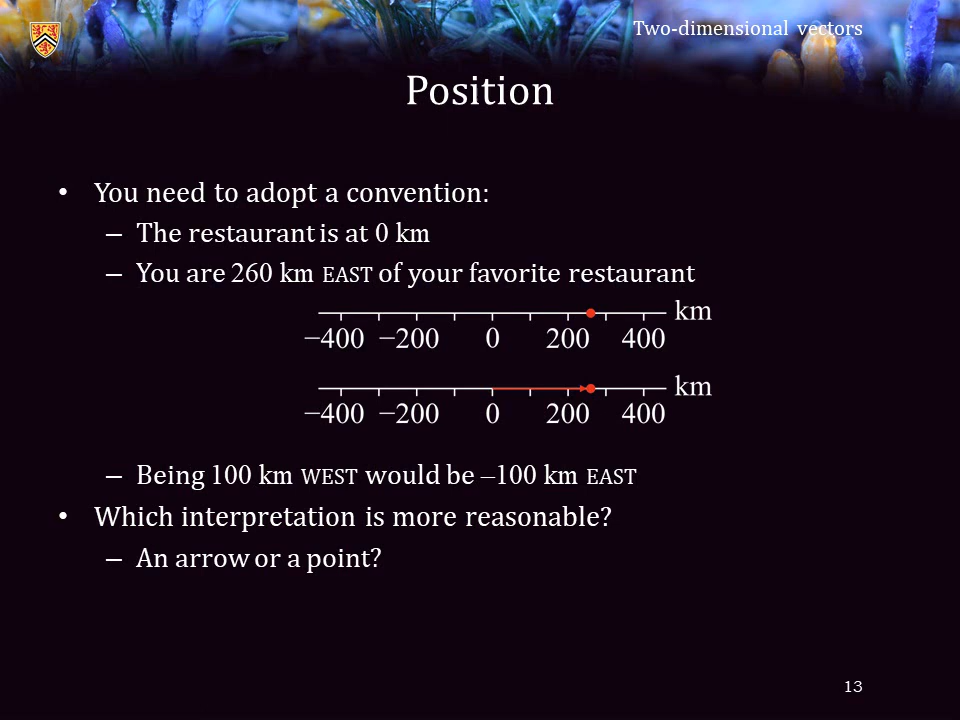 Two-dimensional vectors
Position
• You need to adopt a convention:
– The restaurant is at 0 km
– You are 260 km EAST of your favorite restaurant
km
−400 −200 0 200 400
km
−400 −200 0 200 400
– Being 100 km WEST would be –100 km EAST
• Which interpretation is more reasonable?
– An arrow or a point?
13